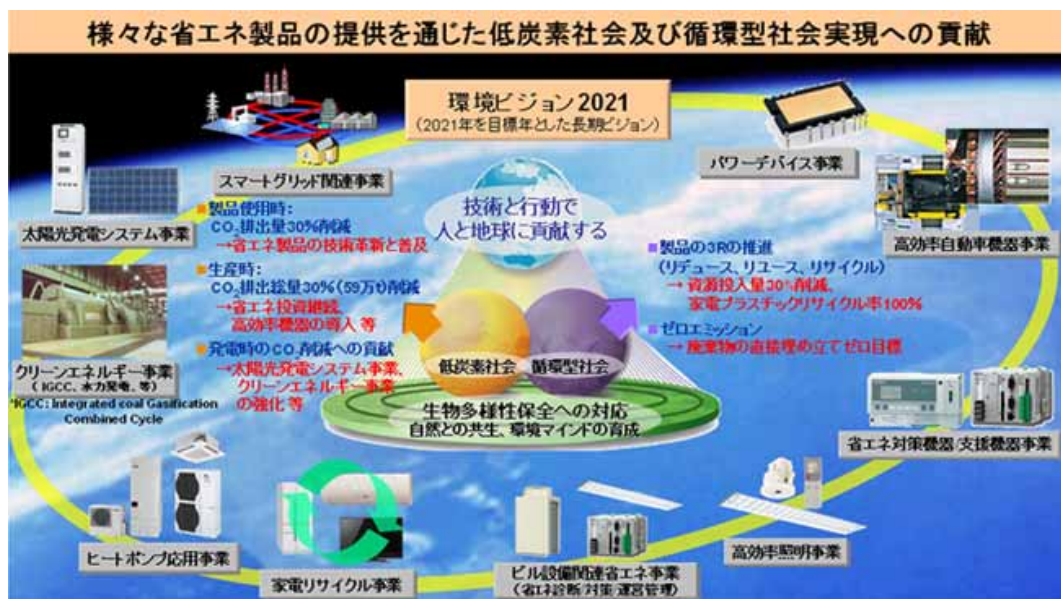 様々な省エネ製品の提供を通じた低炭素社会及び循環型社会実現への貢献
環境ビジョン2021
（2021年を目標年とした長期ビジョン）
パワーデバイス事業
スマートグリッド関連事業
太陽光発電システム事業
高効率自動車機器事業
技術と行動で
人と地球に貢献する
■製品使用時：
CO₂排出量30%削減
→省エネ製品の技術革新と普及
■生産時：
CO₂排出総量30%（59万t）削減
→省エネ投資継続、
高効率機器の導入 等
■発電時のCO₂削減への貢献
→太陽光発電システム事業、
クリーンエネルギー事業
の強化 等
■製品の3Rの推進
（リデュース、リユース、リサイクル）
→ 資源投入量30%削減、
家電プラスチックリサイクル率100%
■ゼロエミッション
→ 廃棄物の直接埋め立てゼロ目標
低炭素社会
循環型社会
生物多様性保全への対応
自然との共生、環境マインドの育成
クリーンエネルギー事業
（IGCC、水力発電、等）
*IGCC: Integrated coal Gasification
Combined Cycle
省エネ対策機器/支援機器事業
ヒートポンプ応用事業
家電リサイクル事業
ビル設備関連省エネ事業
（省エネ診断/対策/運営管理）
高効率照明事業